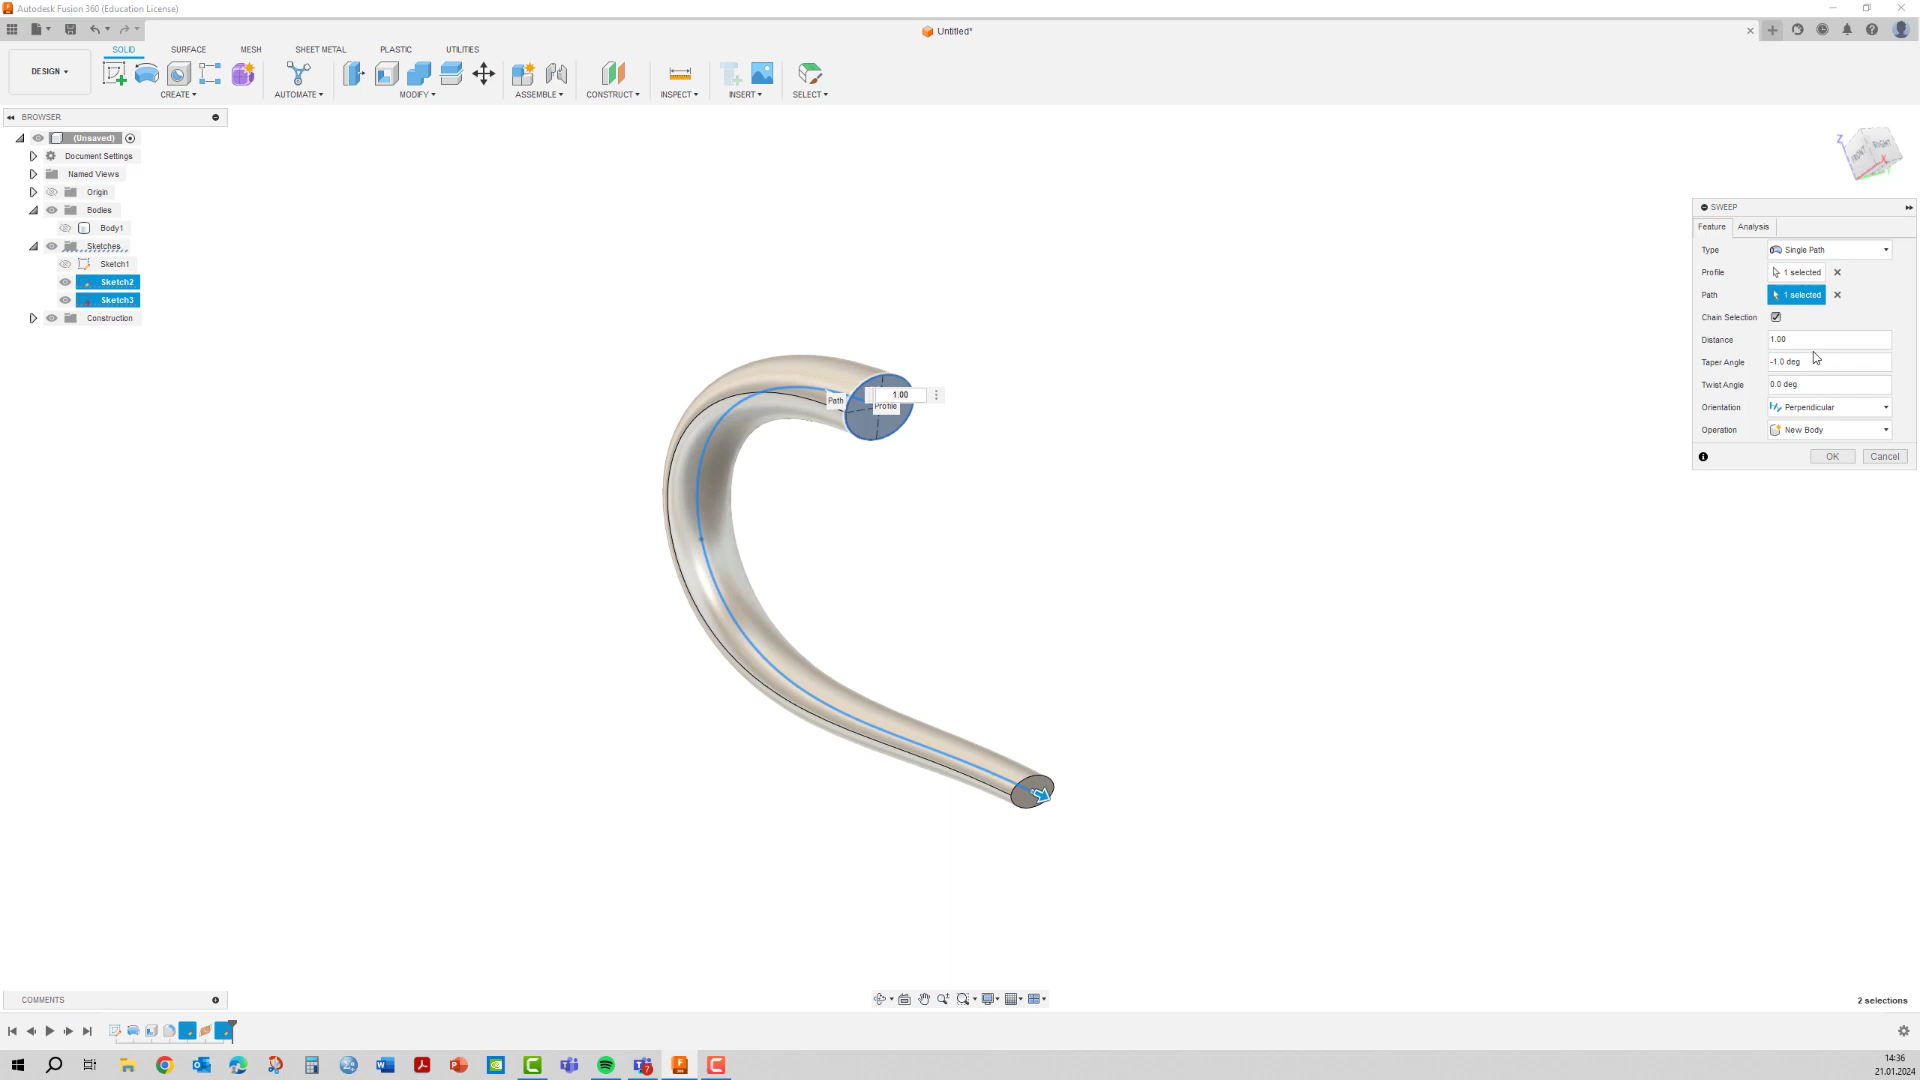 Autodesk Fusion 360 (Education License)
Untitled*
SOLID SURFACE MESH SHEET METAL PLASTIC UTILITIES
DESIGN
CREATE AUTOMATE MODIFY ASSEMBLE CONSTRUCT INSPECT INSERT SELECT
BROWSER
(Unsaved)
Document Settings
Named Views
Origin
Bodies
Body1
Sketches
Sketch1
Sketch2
Sketch3
Construction
Z
FRONT RIGHT
SWEEP
Feature Analysis
Type Single Path
Profile 1 selected
Path 1 selected
Chain Selection
Distance 1.00
Taper Angle -1.0 deg
Twist Angle 0.0 deg
Orientation Perpendicular
Operation New Body
OK Cancel
1.00
Path
Profile
COMMENTS
2 selections
7
14:36
21.01.2024